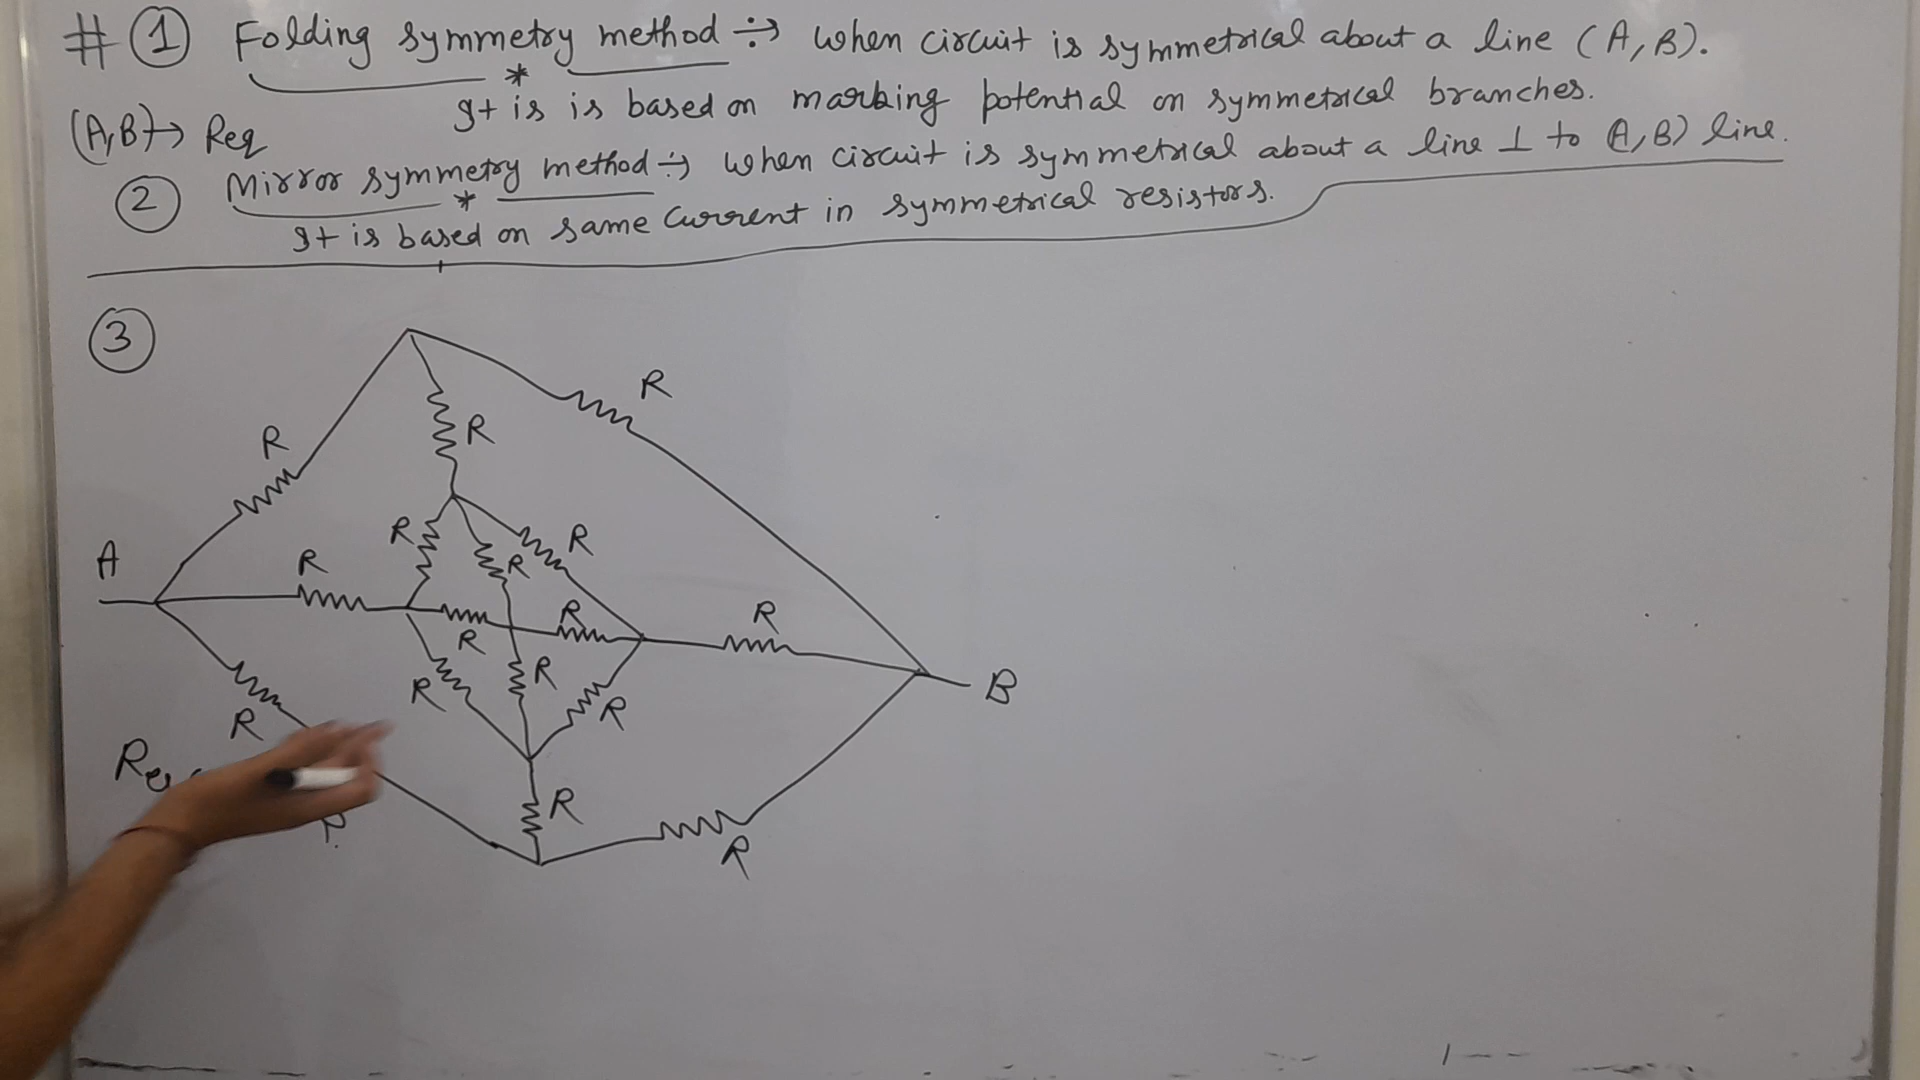 # ① Folding symmetry method ÷→ when circuit is symmetrical about a line (A, B).
* It is is based on marking potential on symmetrical branches.
(A,B) → Req
② Mirror symmetry method ÷→ when circuit is symmetrical about a line ⊥ to (A, B) line.
* It is based on same current in symmetrical resistors.
③
R
R
R
R
R
R
A
R
R
R
R
R
R
R
R
R
B
R
R
R